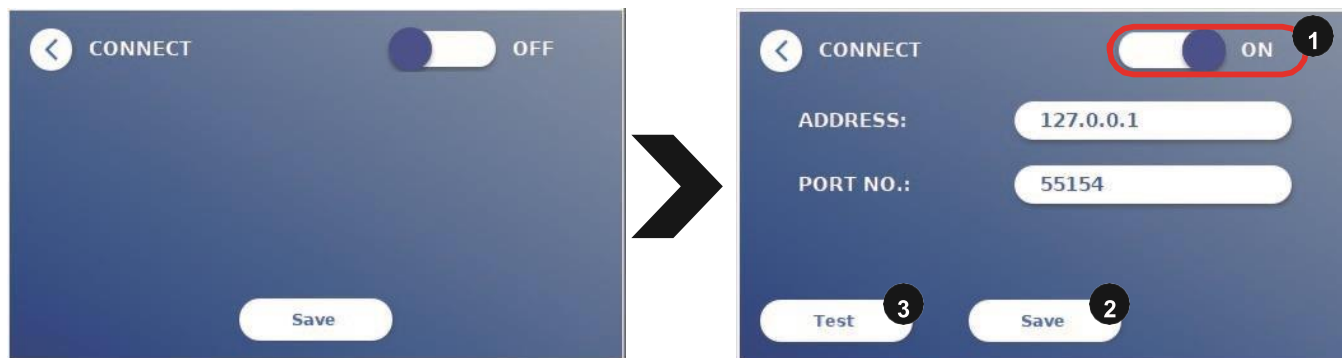 CONNECT OFF
Save
CONNECT ON 1
ADDRESS: 127.0.0.1
PORT NO.: 55154
Test 3 Save 2